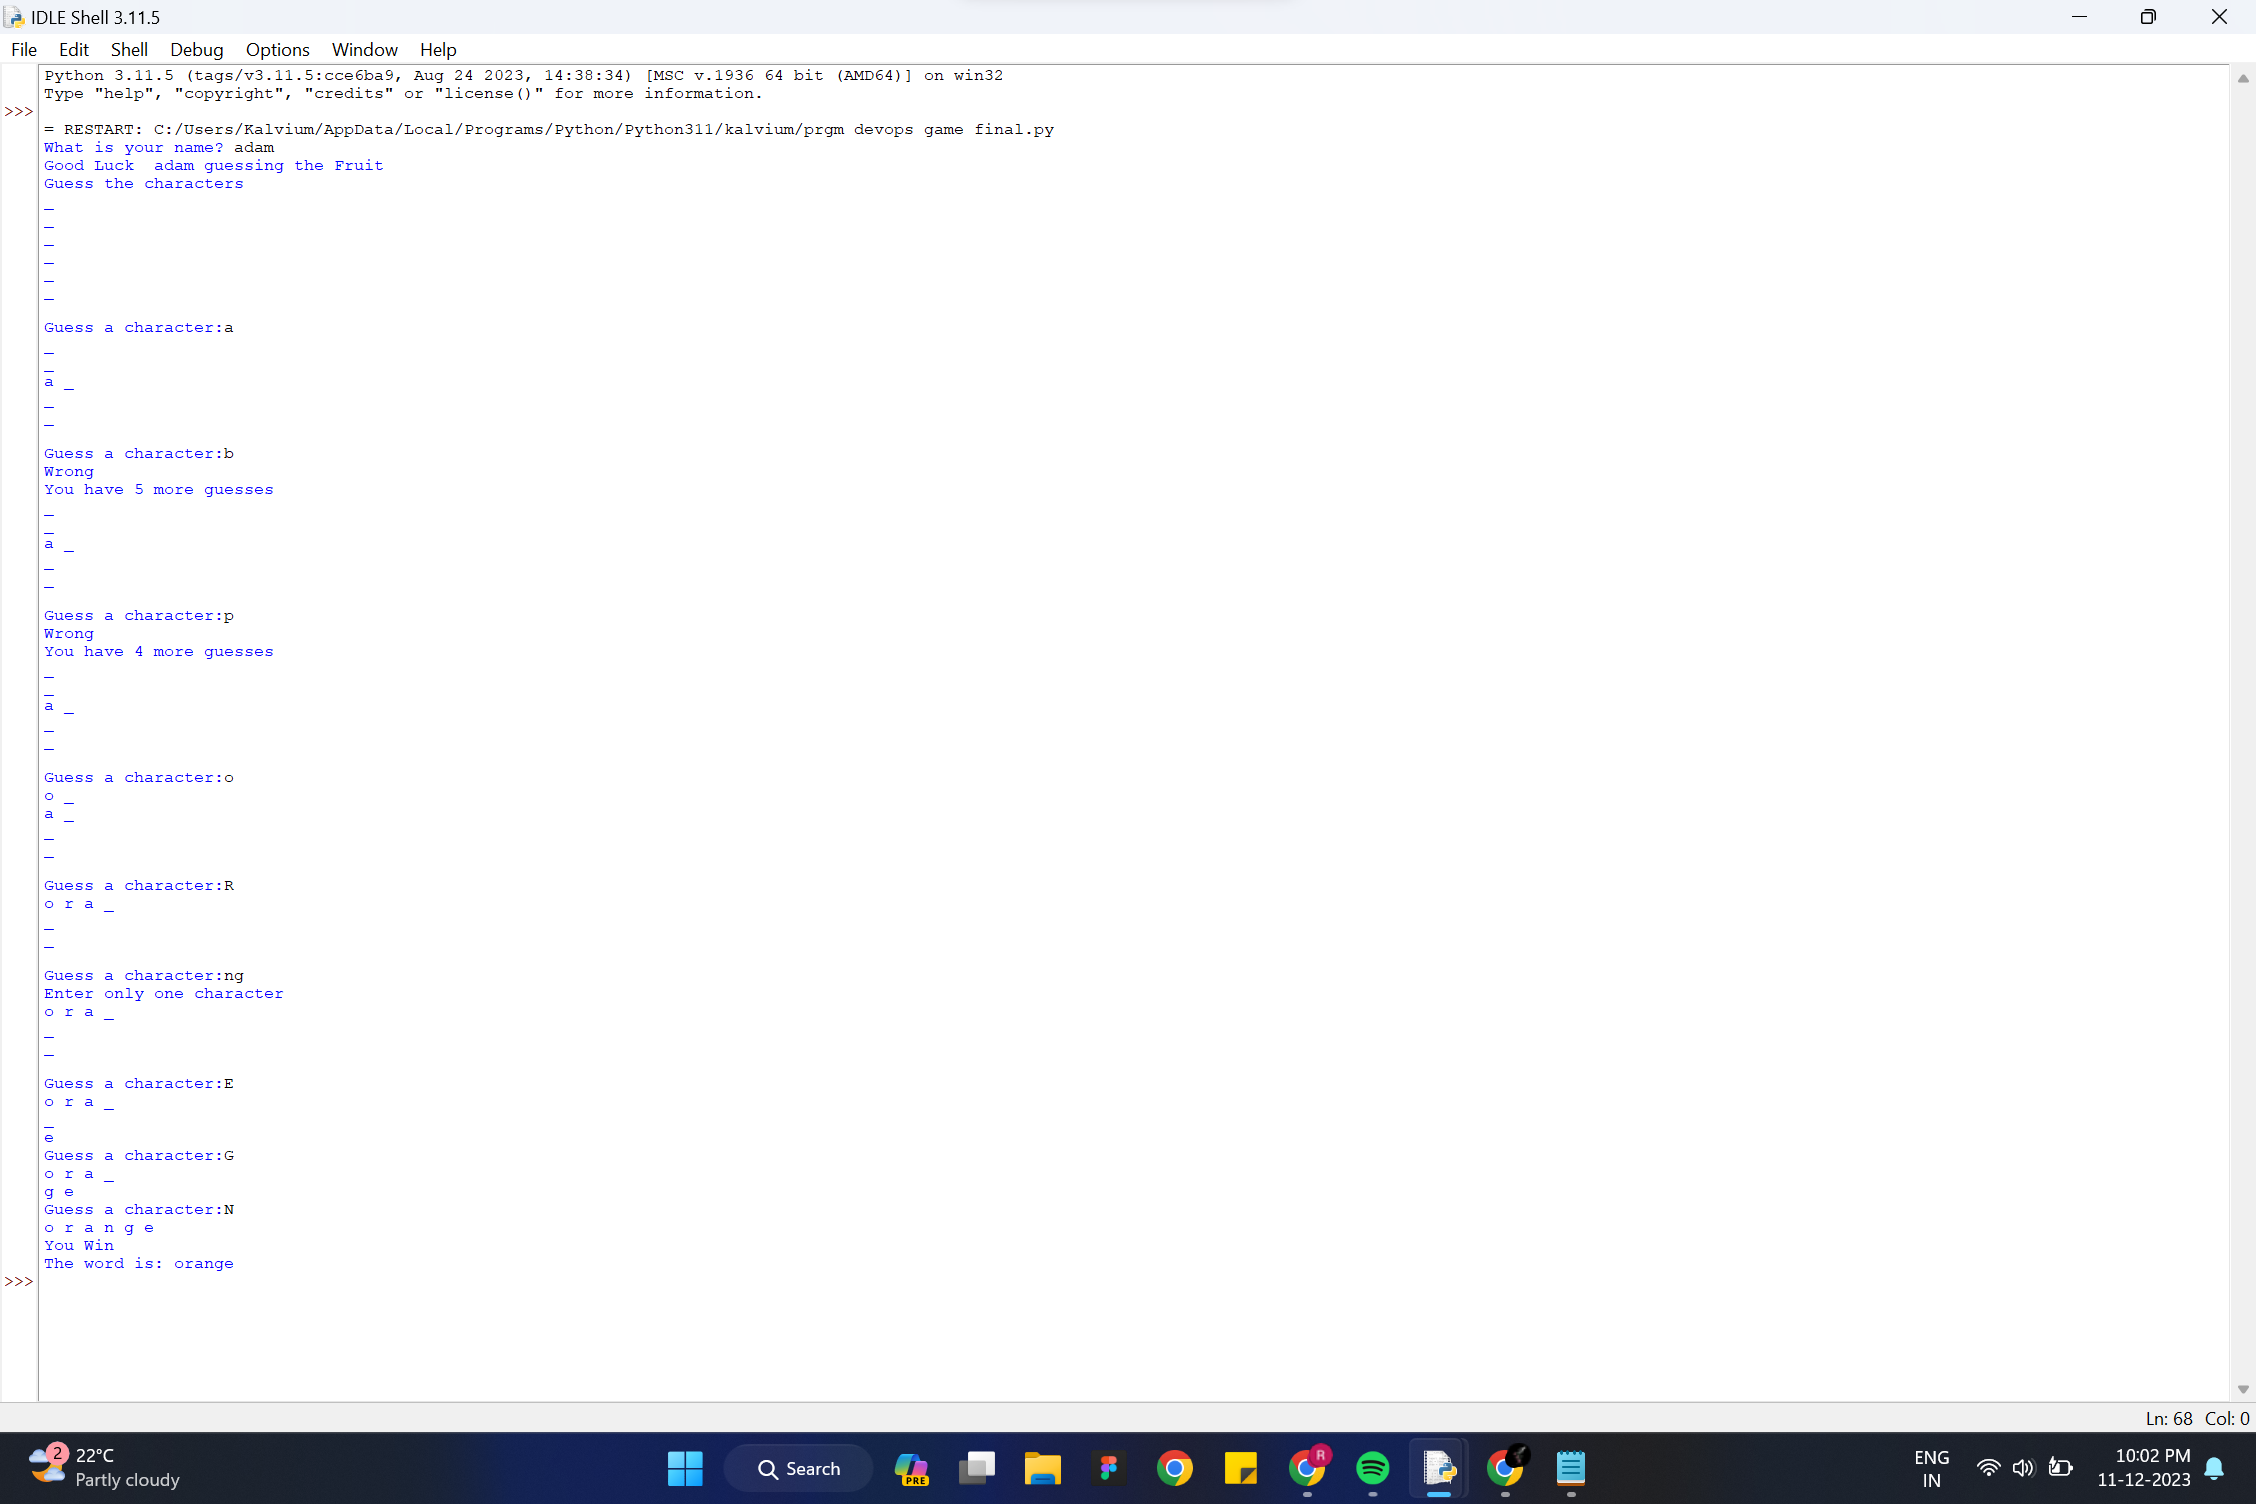 IDLE Shell 3.11.5
File Edit Shell Debug Options Window Help
Python 3.11.5 (tags/v3.11.5:cce6ba9, Aug 24 2023, 14:38:34) [MSC v.1936 64 bit (AMD64)] on win32
Type "help", "copyright", "credits" or "license()" for more information.
>>>
= RESTART: C:/Users/Kalvium/AppData/Local/Programs/Python/Python311/kalvium/prgm devops game final.py
What is your name? adam
Good Luck  adam guessing the Fruit
Guess the characters
_
_
_
_
_
_
Guess a character:a
_
_
a _
_
_
Guess a character:b
Wrong
You have 5 more guesses
_
_
a _
_
_
Guess a character:p
Wrong
You have 4 more guesses
_
_
a _
_
_
Guess a character:o
o _
a _
_
_
Guess a character:R
o r a _
_
_
Guess a character:ng
Enter only one character
o r a _
_
_
Guess a character:E
o r a _
_
e
Guess a character:G
o r a _
g e
Guess a character:N
o r a n g e
You Win
The word is: orange
>>>
Ln: 68 Col: 0
2
22°C
Partly cloudy
Search
PRE
R
ENG
IN
10:02 PM
11-12-2023